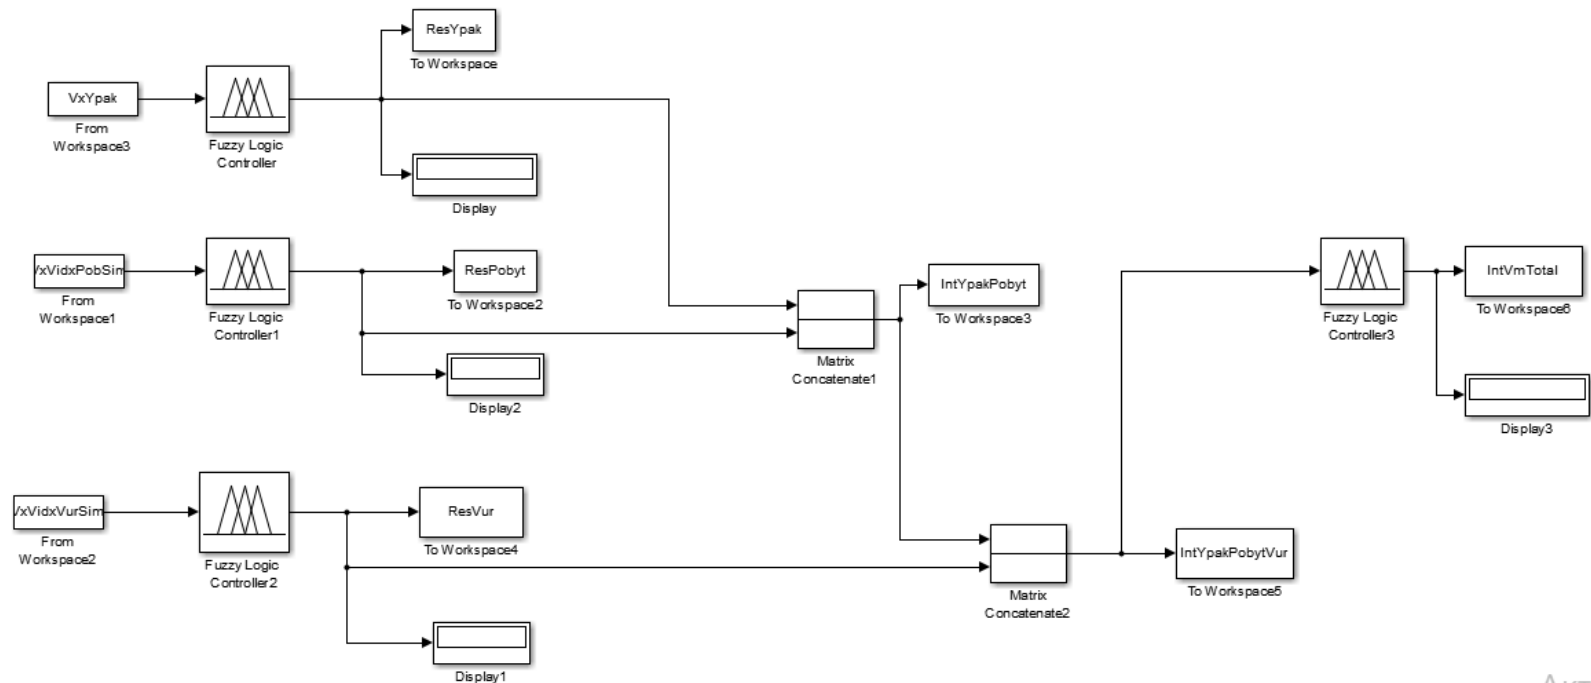 ResYpak
To Workspace
VxYpak
From
Workspace3
Fuzzy Logic
Controller
Display
VxVidxPobSim
From
Workspace1
Fuzzy Logic
Controller1
ResPobyt
To Workspace2
Display2
IntYpakPobyt
To Workspace3
Matrix
Concatenate1
Fuzzy Logic
Controller3
IntVmTotal
To Workspace6
Display3
VxVidxVurSim
From
Workspace2
Fuzzy Logic
Controller2
ResVur
To Workspace4
Display1
Matrix
Concatenate2
IntYpakPobytVur
To Workspace5